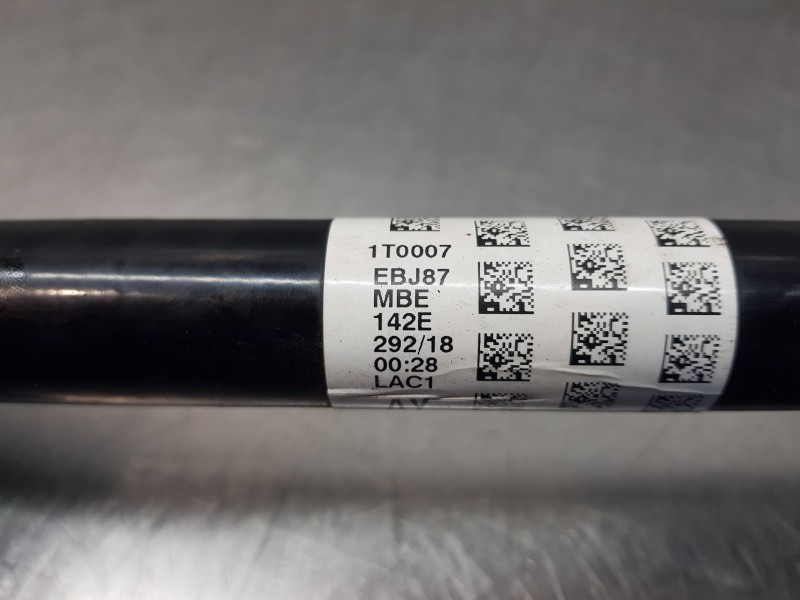 1T0007
EBJ87
MBE
142E
292/18
00:28
LAC1